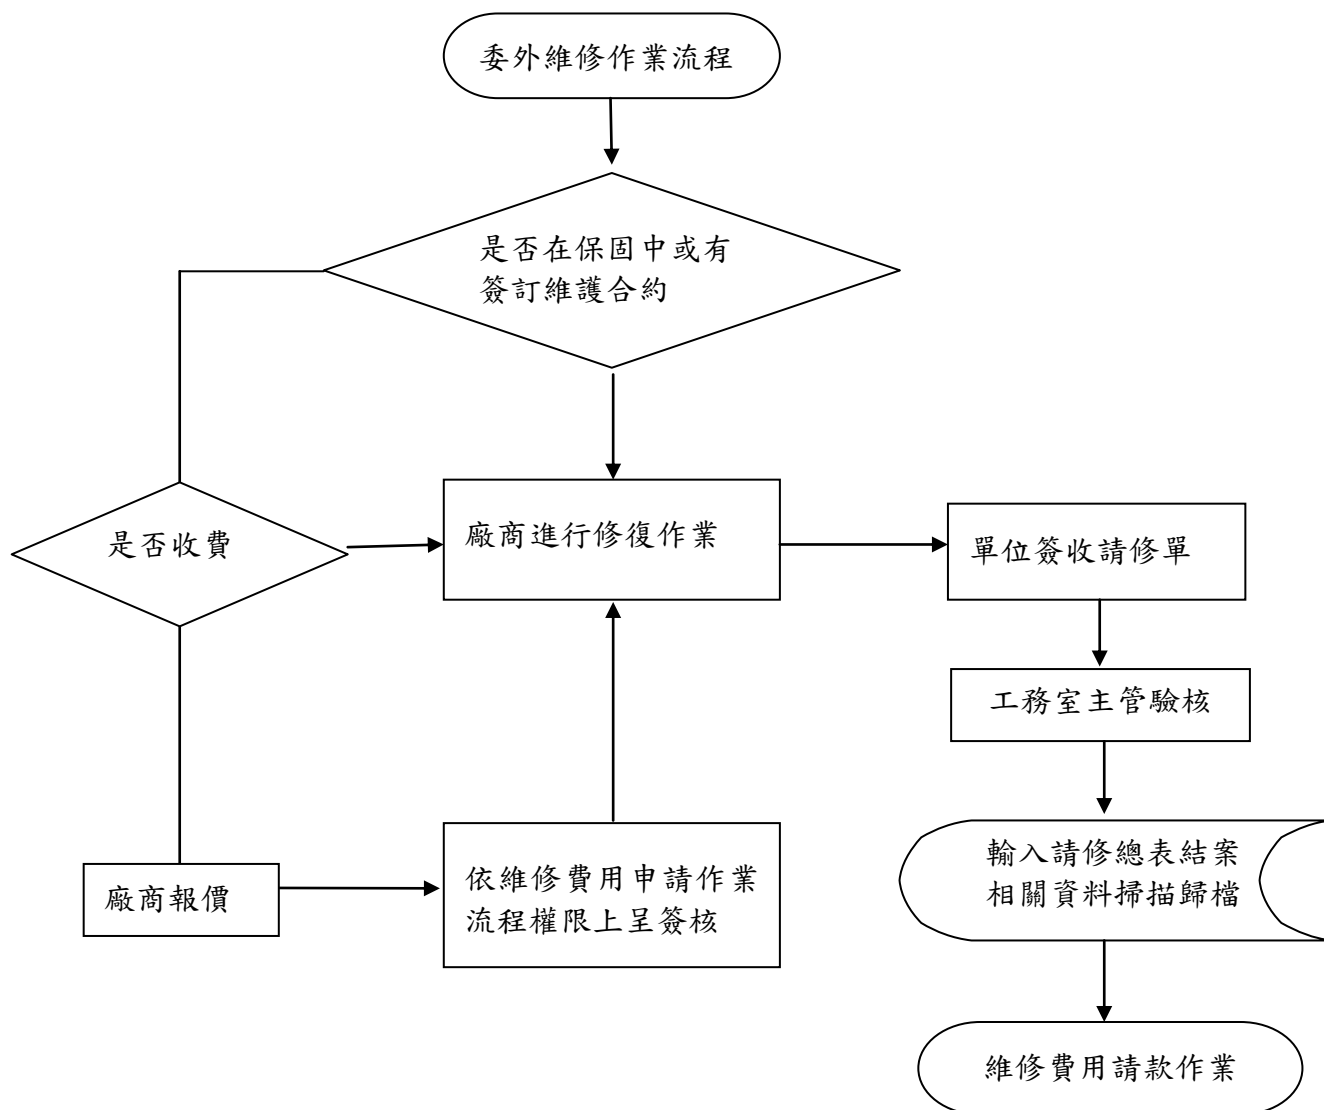 委外維修作業流程
是否在保固中或有
簽訂維護合約
是否收費
廠商進行修復作業
單位簽收請修單
工務室主管驗核
廠商報價
依維修費用申請作業
流程權限上呈簽核
輸入請修總表結案
相關資料掃描歸檔
維修費用請款作業